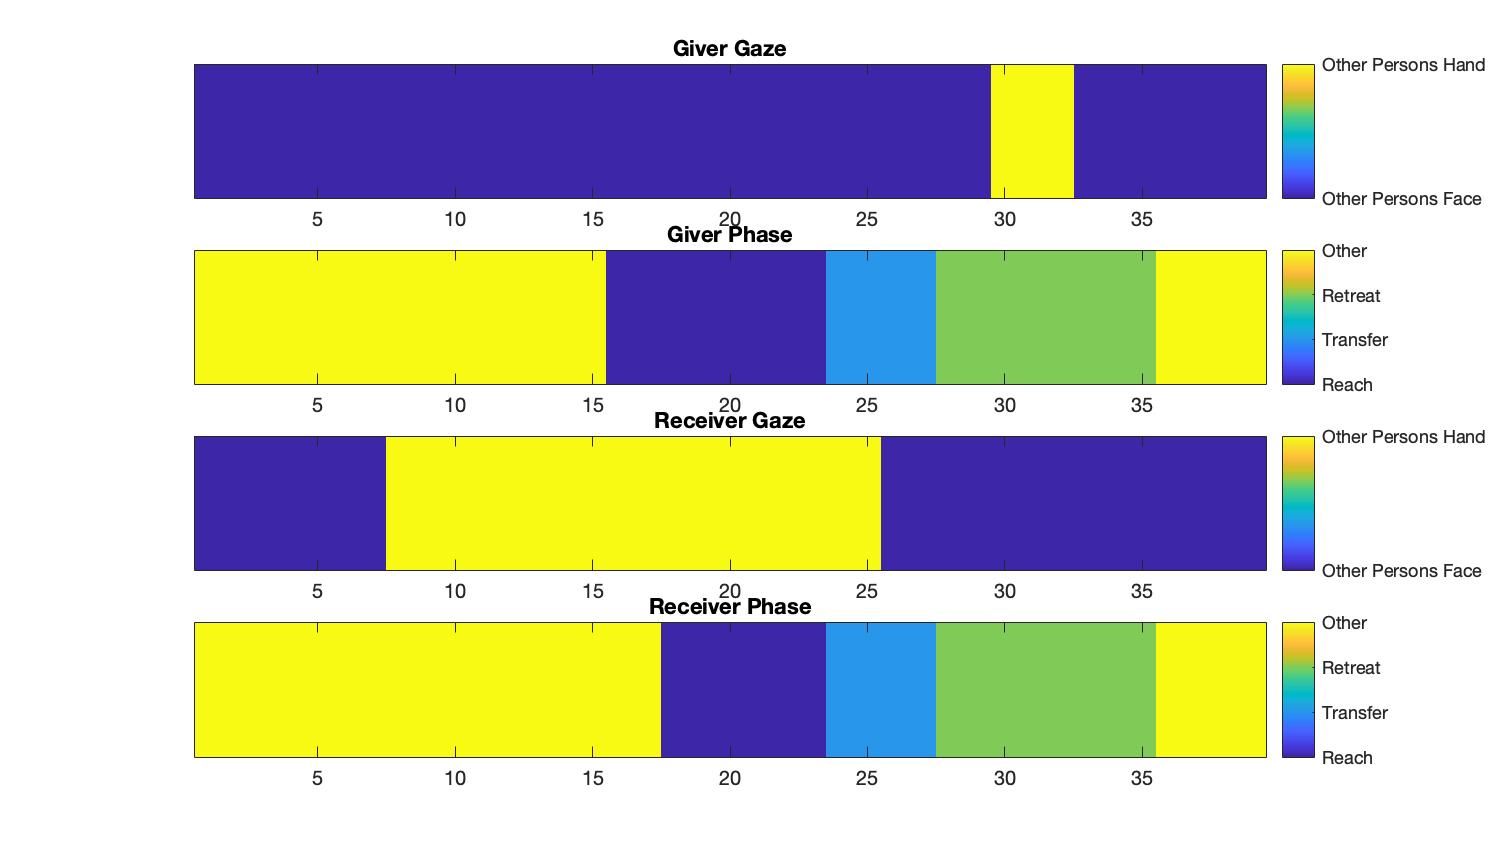 Giver Gaze
Other Persons Hand
Other Persons Face
5 10 15 20 25 30 35
Giver Phase
Other
Retreat
Transfer
Reach
5 10 15 20 25 30 35
Receiver Gaze
Other Persons Hand
Other Persons Face
5 10 15 20 25 30 35
Receiver Phase
Other
Retreat
Transfer
Reach
5 10 15 20 25 30 35